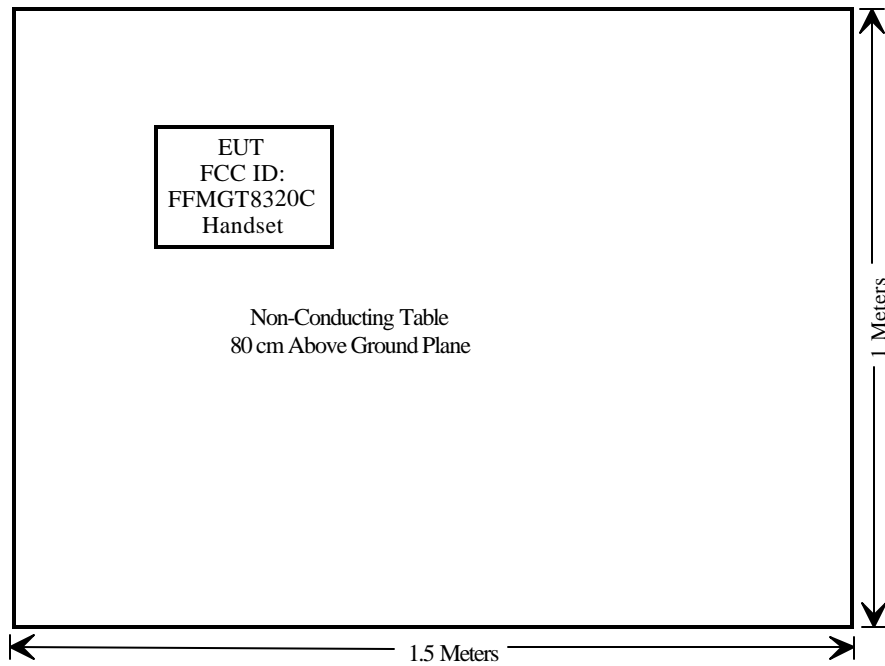 EUT
FCC ID:
FFMGT8320C
Handset
Non-Conducting Table
80 cm Above Ground Plane
1 Meters
1.5 Meters